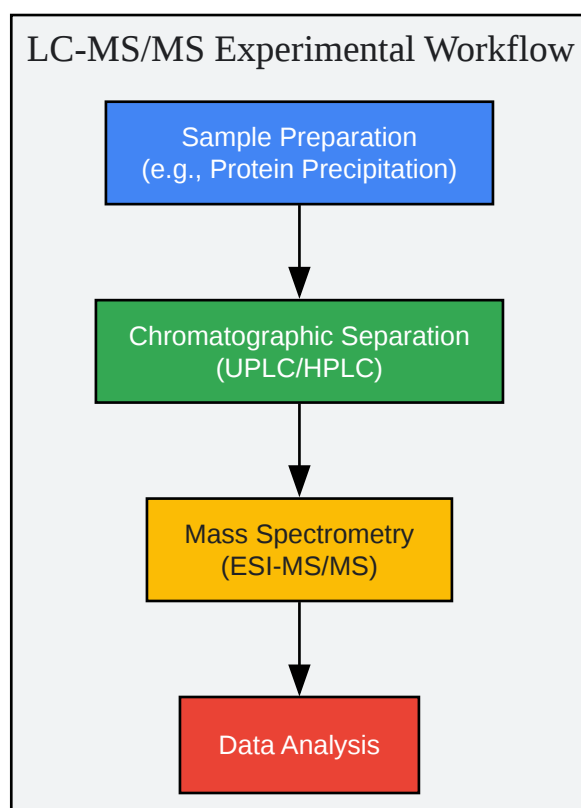 LC-MS/MS Experimental Workflow
Sample Preparation
(e.g., Protein Precipitation)
Chromatographic Separation
(UPLC/HPLC)
Mass Spectrometry
(ESI-MS/MS)
Data Analysis